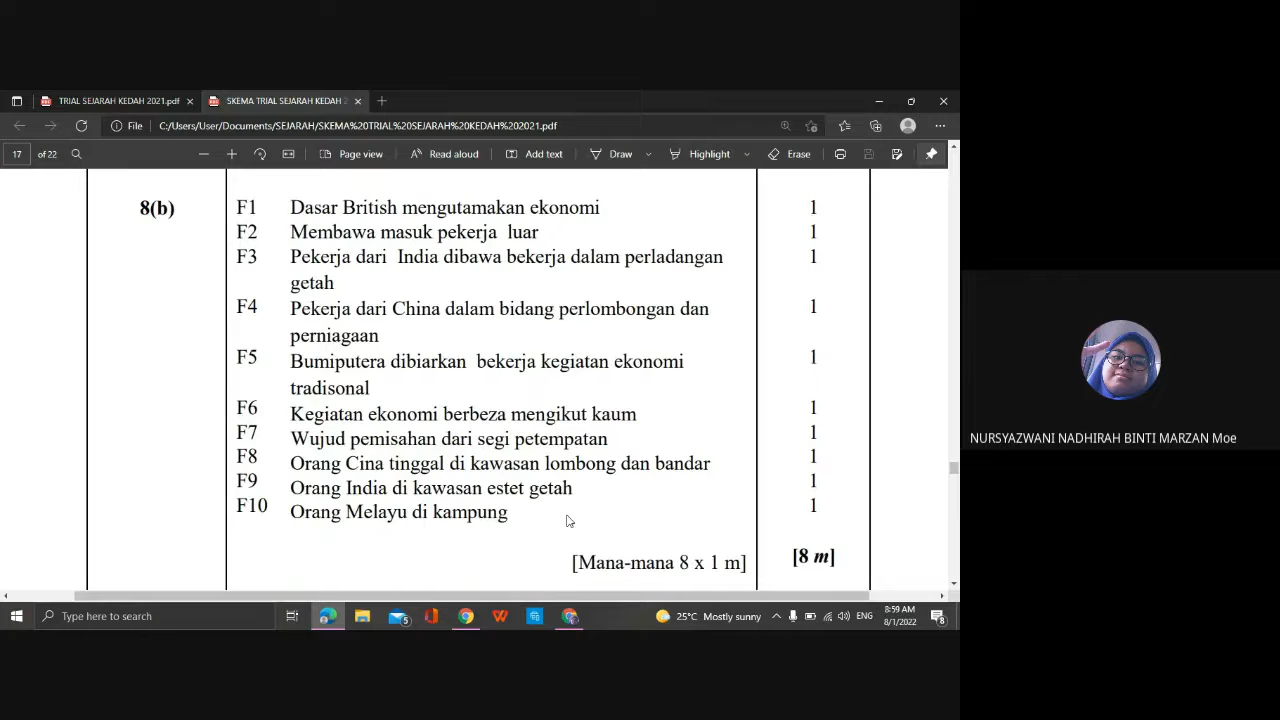 TRIAL SEJARAH KEDAH 2021.pdf
SKEMA TRIAL SEJARAH KEDAH 2
File C:/Users/User/Documents/SEJARAH/SKEMA%20TRIAL%20SEJARAH%20KEDAH%202021.pdf
17 of 22 Page view Read aloud Add text Draw Highlight Erase
8(b) F1 Dasar British mengutamakan ekonomi 1
F2 Membawa masuk pekerja luar 1
F3 Pekerja dari India dibawa bekerja dalam perladangan 1
getah
F4 Pekerja dari China dalam bidang perlombongan dan 1
perniagaan
F5 Bumiputera dibiarkan bekerja kegiatan ekonomi 1
tradisonal
F6 Kegiatan ekonomi berbeza mengikut kaum 1
F7 Wujud pemisahan dari segi petempatan 1
F8 Orang Cina tinggal di kawasan lombong dan bandar 1
F9 Orang India di kawasan estet getah 1
F10 Orang Melayu di kampung 1
[Mana-mana 8 x 1 m] [8 m]
NURSYAZWANI NADHIRAH BINTI MARZAN Moe
Type here to search
5
25°C Mostly sunny
ENG
8:59 AM
8/1/2022
8